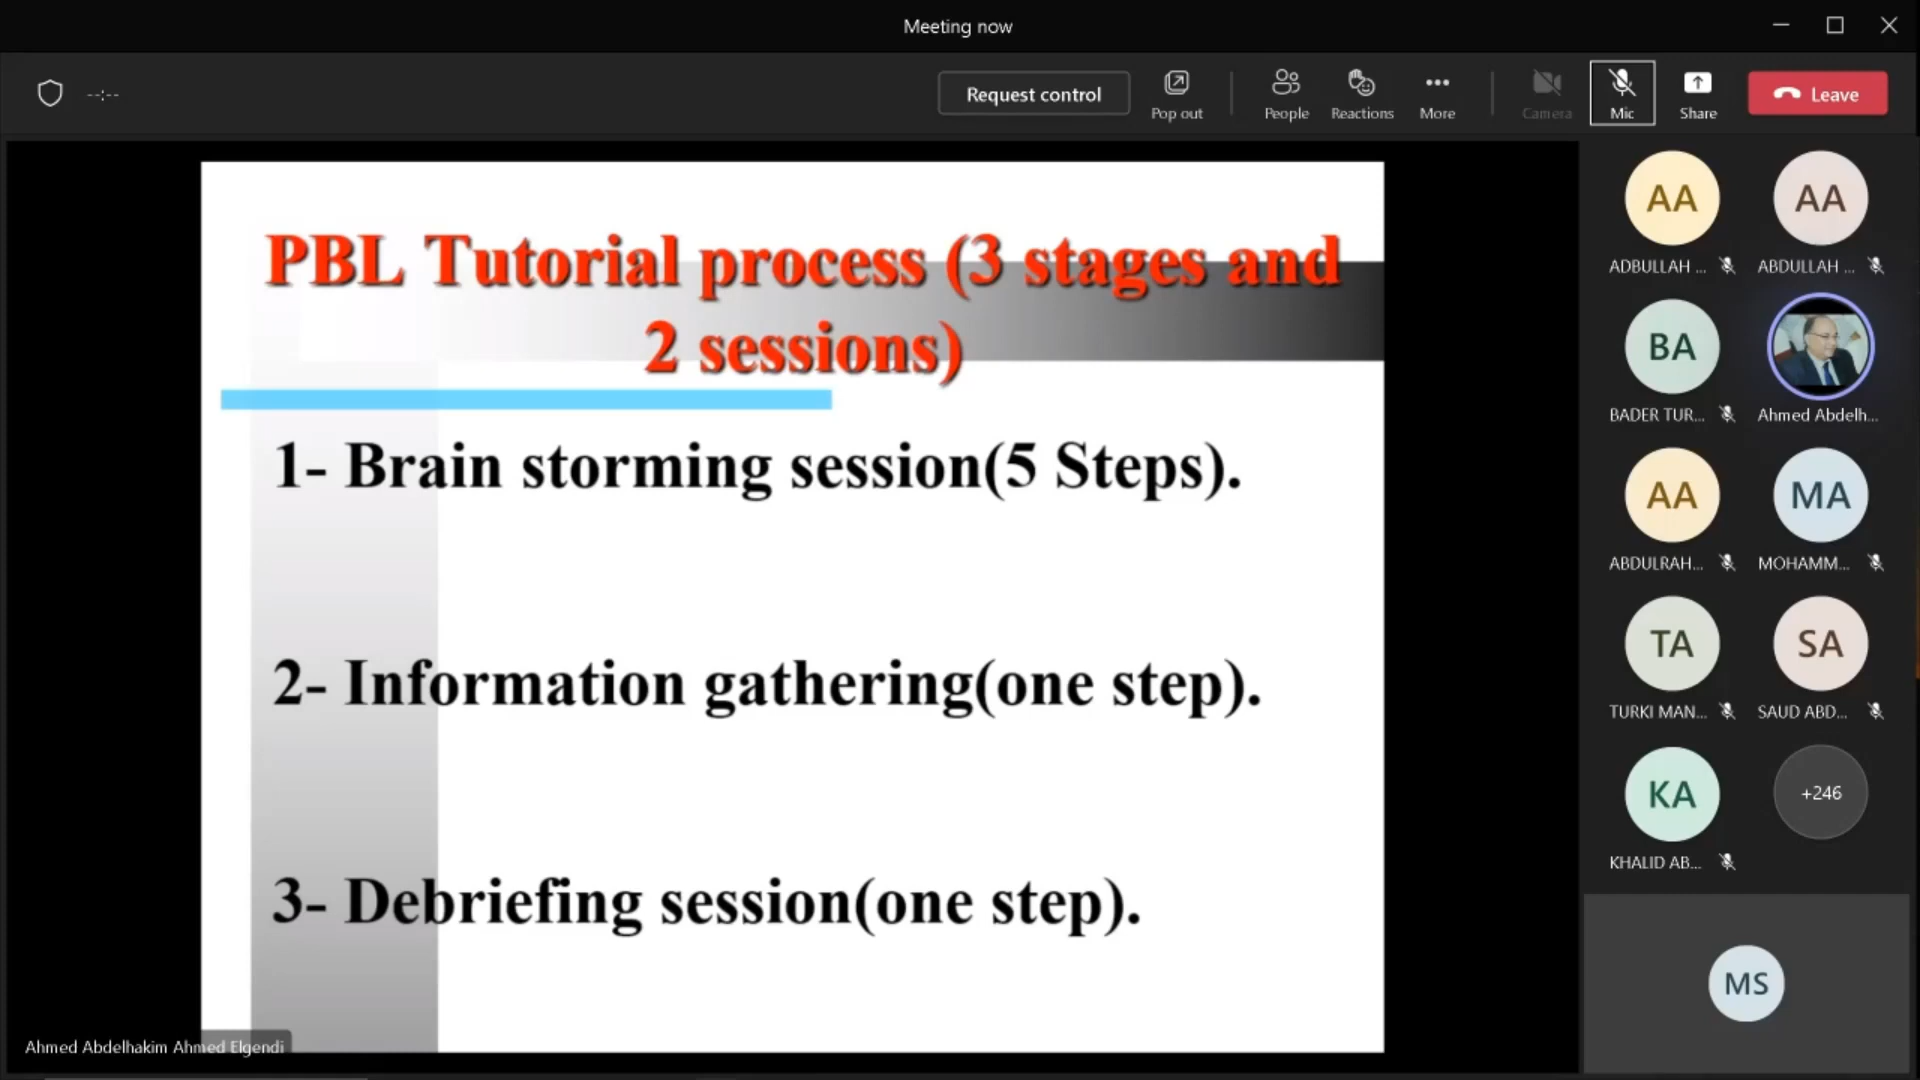 Meeting now
--:--
Request control
Pop out
People
Reactions
More
Camera
Mic
Share
Leave
PBL Tutorial process (3 stages and
2 sessions)
1- Brain storming session(5 Steps).
2- Information gathering(one step).
3- Debriefing session(one step).
Ahmed Abdelhakim Ahmed Elgendi
AA
ADBULLAH ...
AA
ABDULLAH ...
BA
BADER TUR...
Ahmed Abdelh...
AA
ABDULRAH...
MA
MOHAMM...
TA
TURKI MAN...
SA
SAUD ABD...
KA
KHALID AB...
+246
MS